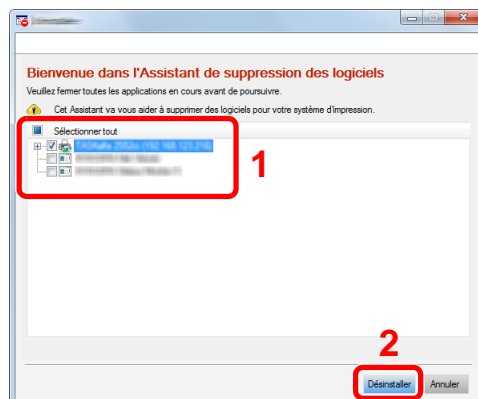 Bienvenue dans l'Assistant de suppression des logiciels
Veuillez fermer toutes les applications en cours avant de poursuivre.
Cet Assistant va vous aider à supprimer des logiciels pour votre système d'impression.
Sélectionner tout
1
2
Désinstaller Annuler